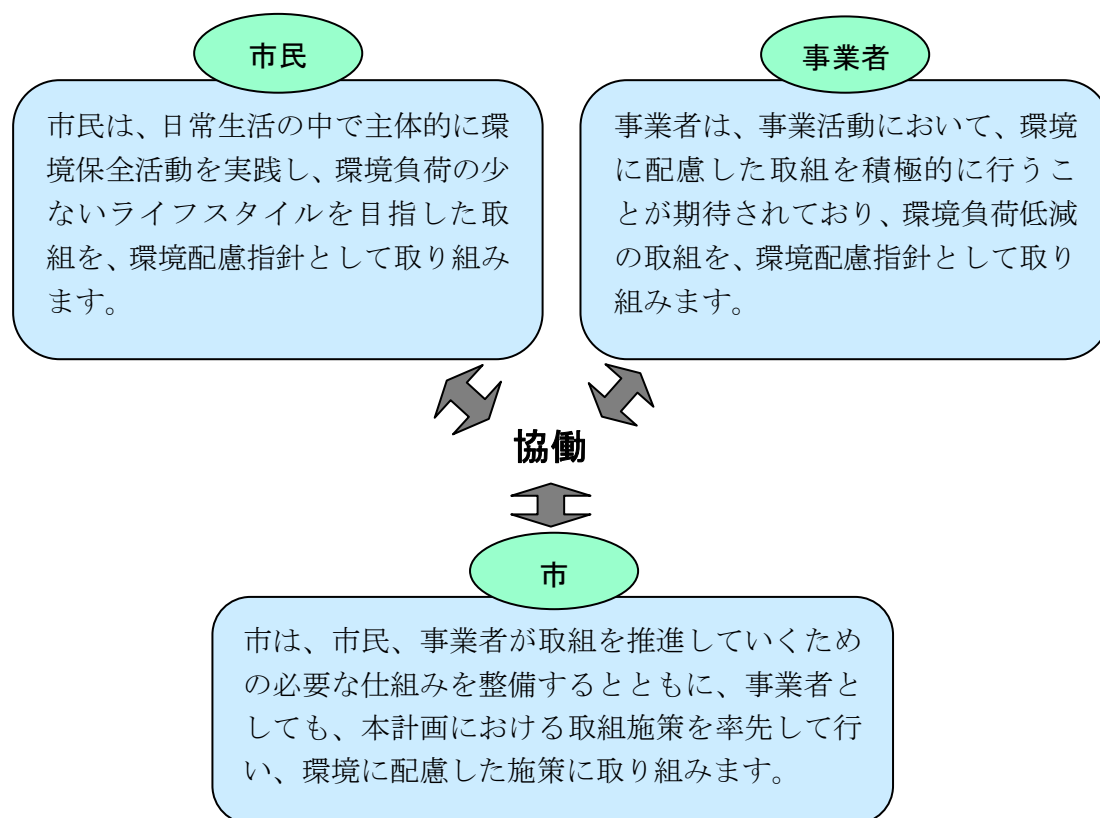 市民
市民は、日常生活の中で主体的に環
境保全活動を実践し、環境負荷の少
ないライフスタイルを目指した取
組を、環境配慮指針として取り組み
ます。
事業者
事業者は、事業活動において、環境
に配慮した取組を積極的に行うこ
とが期待されており、環境負荷低減
の取組を、環境配慮指針として取り
組みます。
協働
市
市は、市民、事業者が取組を推進していくため
の必要な仕組みを整備するとともに、事業者と
しても、本計画における取組施策を率先して行
い、環境に配慮した施策に取り組みます。